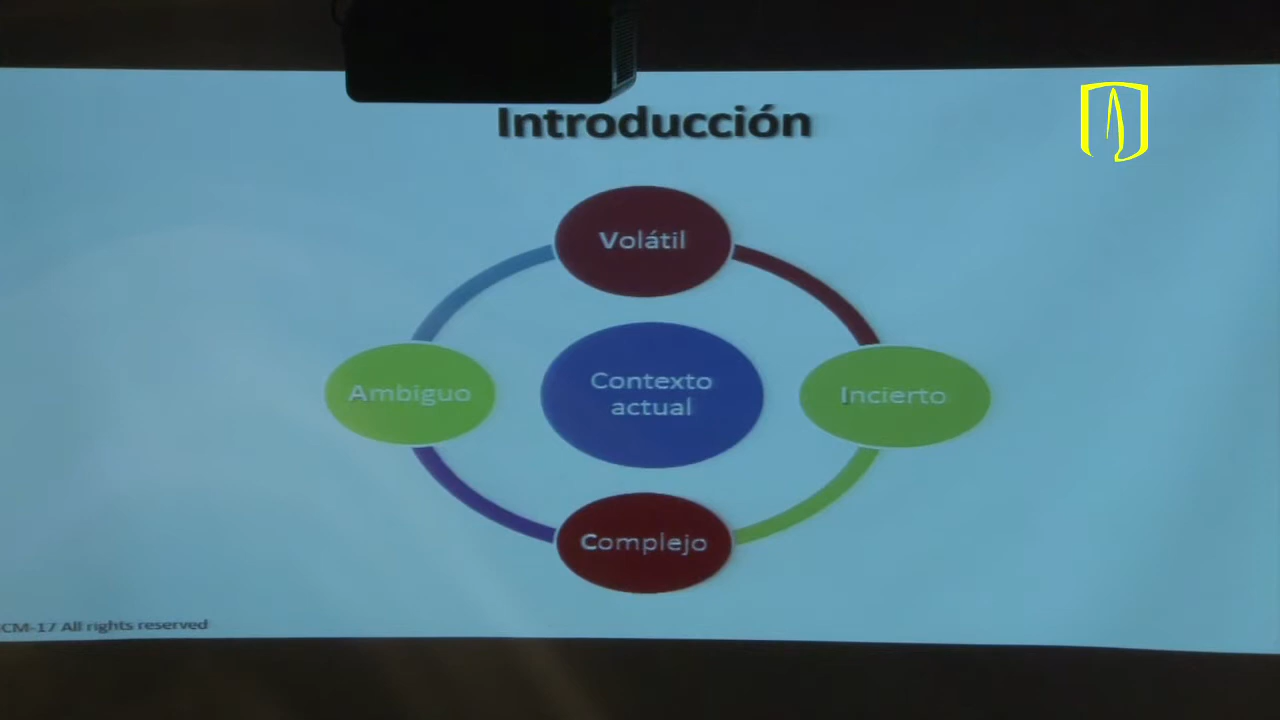 Introducción
Volátil
Ambiguo
Contexto
actual
Incierto
Complejo
CM-17 All rights reserved